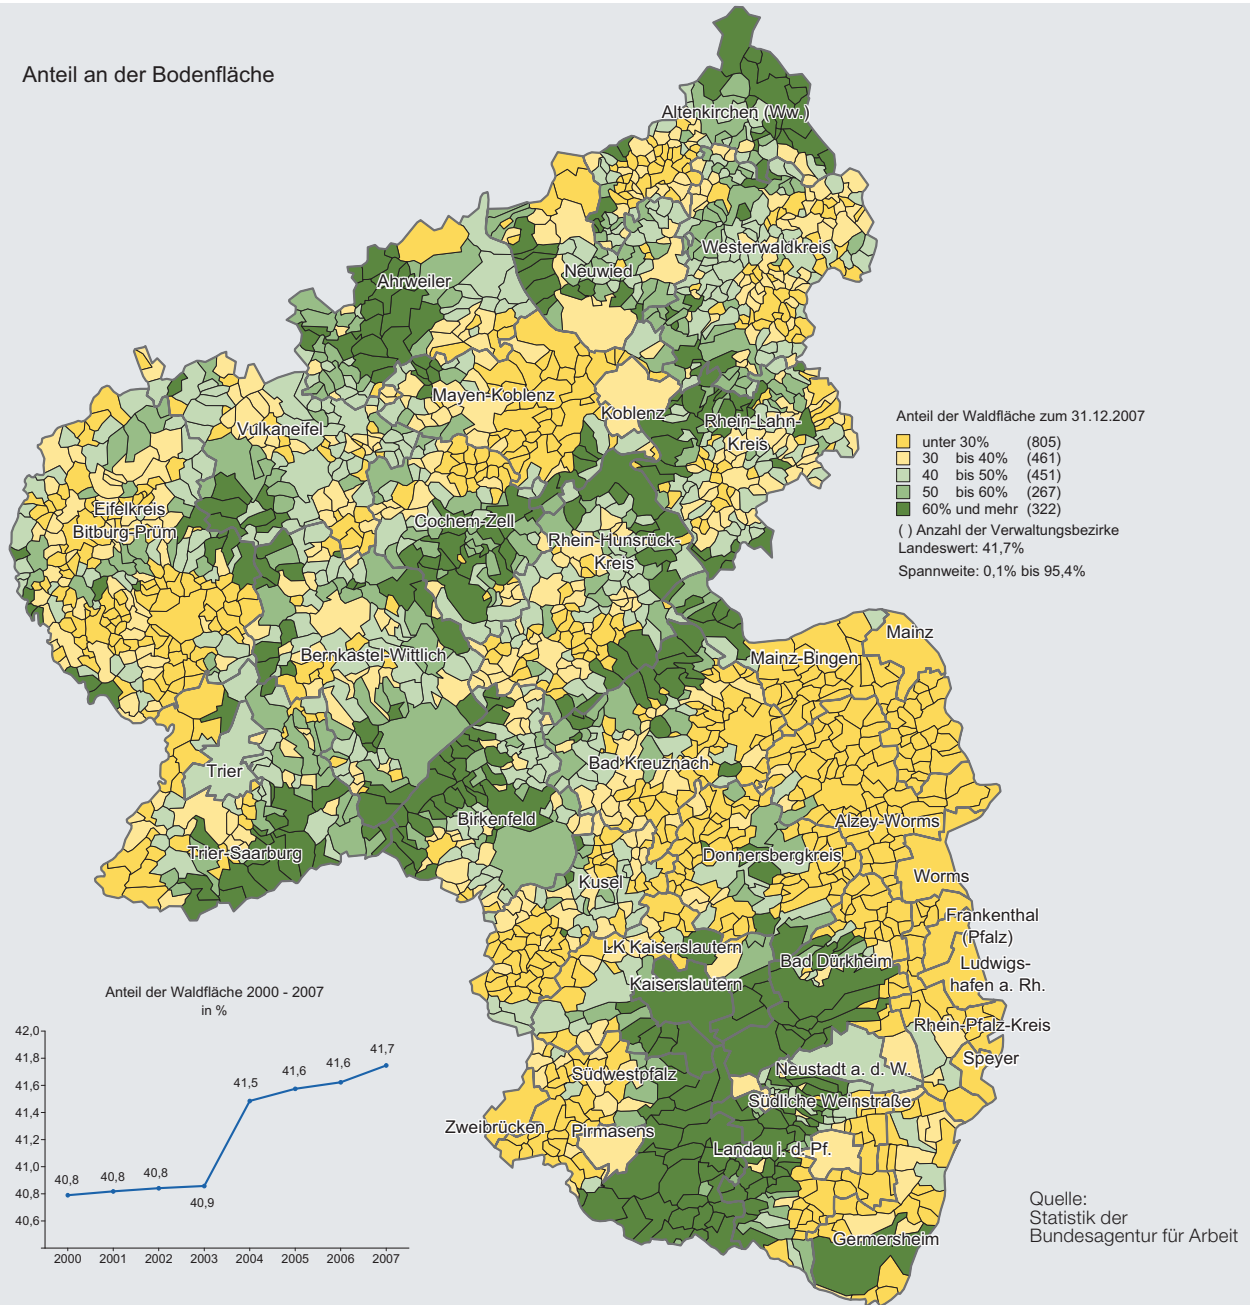 Anteil an der Bodenfläche
Altenkirchen (Ww.)
Westerwaldkreis
Neuwied
Ahrweiler
Mayen-Koblenz
Koblenz
Rhein-Lahn-
Kreis
Vulkaneifel
Eifelkreis
Bitburg-Prüm
Cochem-Zell
Rhein-Hunsrück-
Kreis
Anteil der Waldfläche zum 31.12.2007
unter 30% (805)
30 bis 40% (461)
40 bis 50% (451)
50 bis 60% (267)
60% und mehr (322)
( ) Anzahl der Verwaltungsbezirke
Landeswert: 41,7%
Spannweite: 0,1% bis 95,4%
Mainz
Mainz-Bingen
Bernkastel-Wittlich
Trier
Bad Kreuznach
Birkenfeld
Alzey-Worms
Trier-Saarburg
Donnersbergkreis
Kusel
Worms
Frankenthal
(Pfalz)
LK Kaiserslautern
Bad Dürkheim
Ludwigs-
hafen a. Rh.
Kaiserslautern
Rhein-Pfalz-Kreis
Speyer
Neustadt a. d. W.
Südwestpfalz
Südliche Weinstraße
Zweibrücken
Pirmasens
Landau i. d. Pf.
Germersheim
Anteil der Waldfläche 2000 - 2007
in %
42,0
41,8
41,6
41,4
41,2
41,0
40,8
40,6
40,8
40,8
40,8
40,9
41,5
41,6
41,6
41,7
2000 2001 2002 2003 2004 2005 2006 2007
Quelle:
Statistik der
Bundesagentur für Arbeit